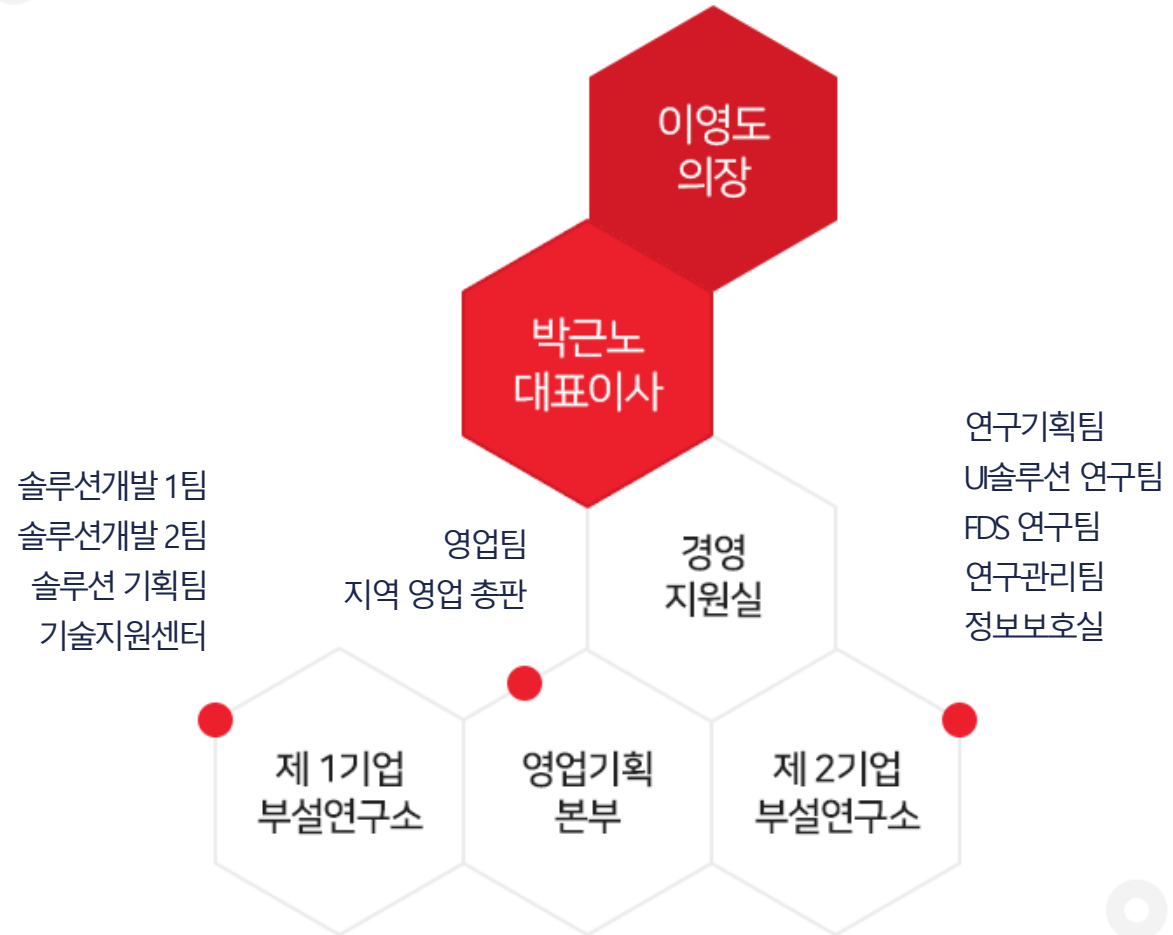 이영도
의장
박근노
대표이사
경영
지원실
솔루션개발 1팀
솔루션개발 2팀
솔루션 기획팀
기술지원센터
영업팀
지역 영업 총판
연구기획팀
UI솔루션 연구팀
FDS 연구팀
연구관리팀
정보보호실
제 1기업
부설연구소
영업기획
본부
제 2기업
부설연구소